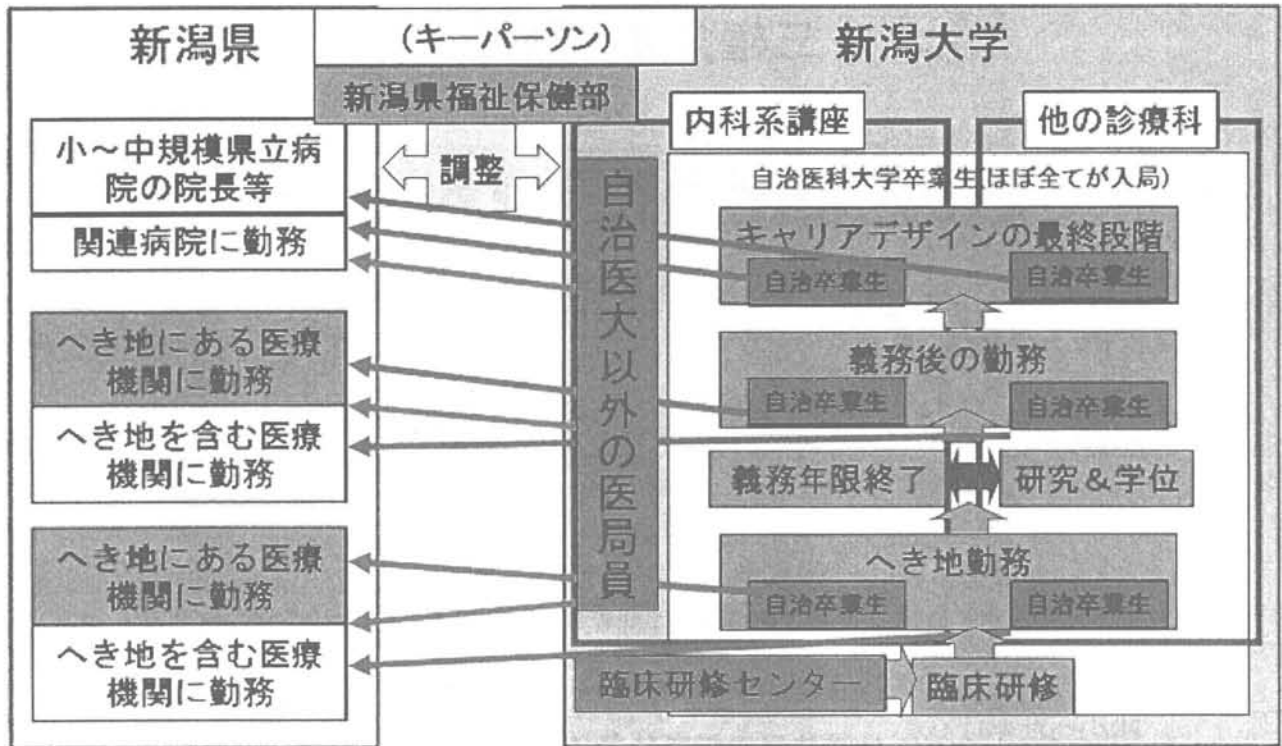 新潟県
(キーパーソン)
新潟県福祉保健部
新潟大学
小～中規模県立病
院の院長等
関連病院に勤務
へき地にある医療
機関に勤務
へき地を含む医療
機関に勤務
へき地にある医療
機関に勤務
へき地を含む医療
機関に勤務
調整
自治医大以外の医局員
内科系講座
他の診療科
自治医科大学卒業生(ほぼ全てが入局)
キャリアデザインの最終段階
自治卒業生
自治卒業生
義務後の勤務
自治卒業生
自治卒業生
義務年限終了
研究＆学位
へき地勤務
自治卒業生
自治卒業生
臨床研修センター
臨床研修